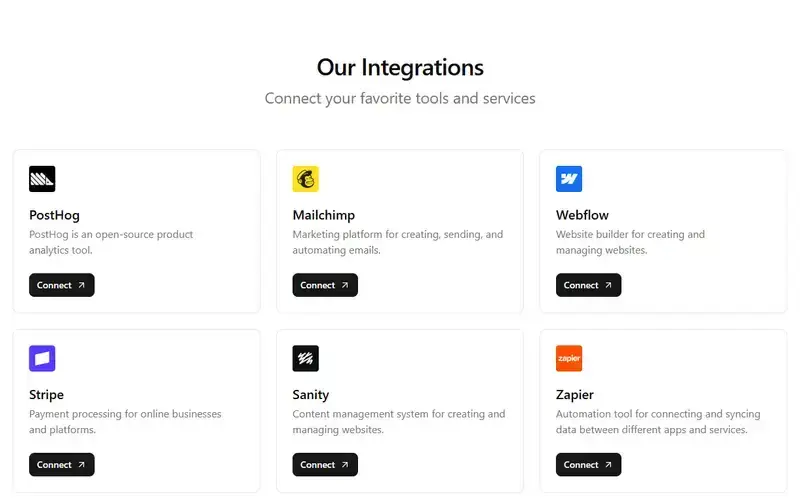 Our Integrations
Connect your favorite tools and services
PostHog
PostHog is an open-source product
analytics tool.
Connect
Mailchimp
Marketing platform for creating, sending, and
automating emails.
Connect
Webflow
Website builder for creating and
managing websites.
Connect
Stripe
Payment processing for online businesses
and platforms.
Connect
Sanity
Content management system for creating and
managing websites.
Connect
zapier
Zapier
Automation tool for connecting and syncing
data between different apps and services.
Connect